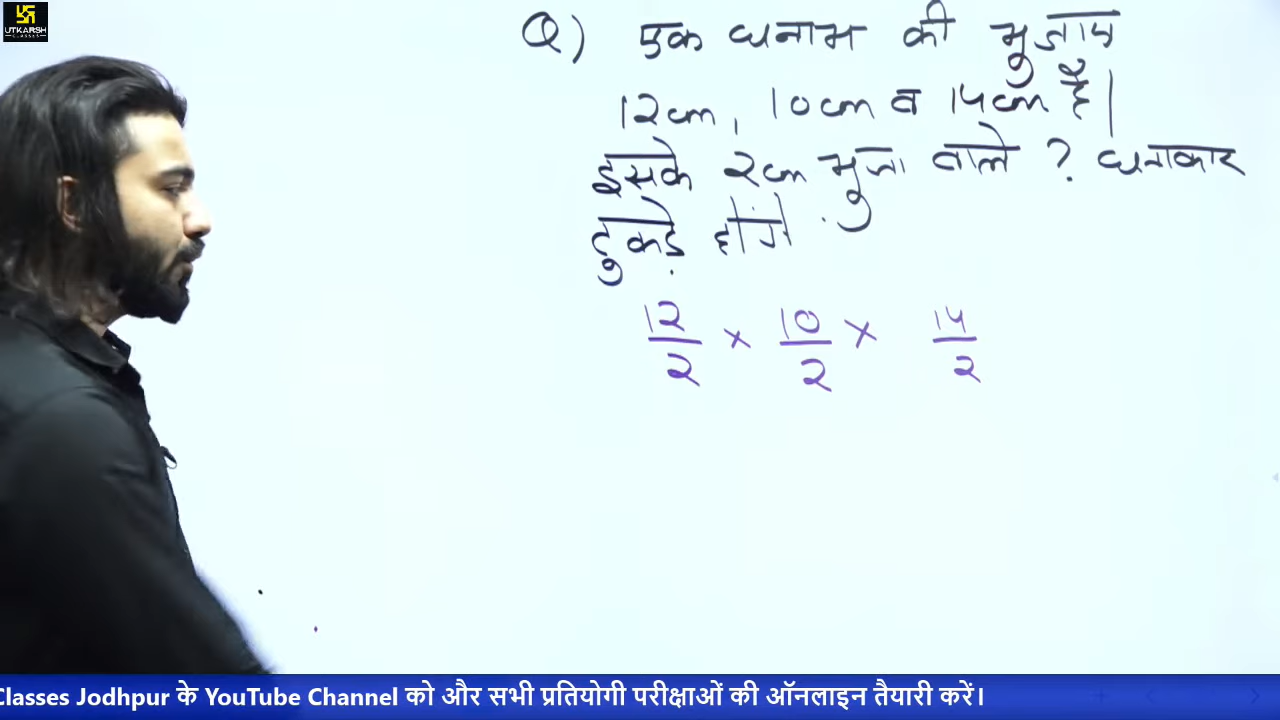 UTKARSH
CLASSES
Q) एक घनाभ की भुजाए
12cm, 10cm व 14cm है।
इसके 2cm भुजा वाले ? घनाकार
टुकड़े होंगे
12/2 × 10/2 × 14/2
Classes Jodhpur के YouTube Channel को और सभी प्रतियोगी परीक्षाओं की ऑनलाइन तैयारी करें।